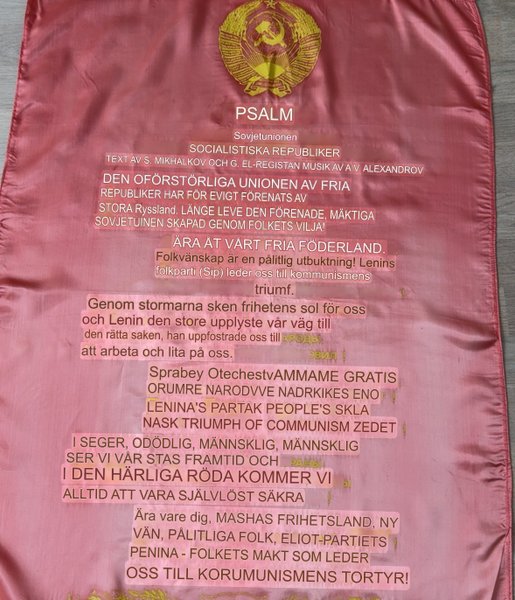 PSALM
Sovjetunionen
SOCIALISTISKA REPUBLIKER
TEXT AV S. MIKHALKOV OCH G. EL-REGISTAN MUSIK AV A V ALEXANDROV
DEN OFÖRSTÖRLIGA UNIONEN AV FRIA
REPUBLIKER HAR FÖR EVIGT FÖRENATS AV
STORA Ryssland. LÄNGE LEVE DEN FÖRENADE, MÄKTIGA
SOVJETUINEN SKAPAD GENOM FOLKETS VILJA!
ÄRA AT VÅRT FRIA FÖDERLAND.
Folkvänskap är en pålitlig utbuktning! Lenins
folkparti (Sip) leder oss till kommunismens
triumf.
Genom stormarna sken frihetens sol för oss
och Lenin den store upplyste vår väg till
den rätta saken, han uppfostrade oss till
att arbeta och lita på oss.
Sprabey OtechestvAMMAME GRATIS
ORUMRE NARODVVE NADRKIKES ENO
LENINA'S PARTAK PEOPLE'S SKLA
NASK TRIUMPH OF COMMUNISM ZEDET
I SEGER, ODÖDLIG, MÄNNSKLIG, MÄNNSKLIG
SER VI VÅR STAS FRAMTID OCH
I DEN HÄRLIGA RÖDA KOMMER VI
ALLTID ATT VARA SJÄLVLÖST SÄKRA
Ära vare dig, MASHAS FRIHETSLAND, NY
VÄN, PÅLITLIGA FOLK, ELIOT-PARTIETS
PENINA - FOLKETS MAKT SOM LEDER
OSS TILL KORUMUNISMENS TORTYR!